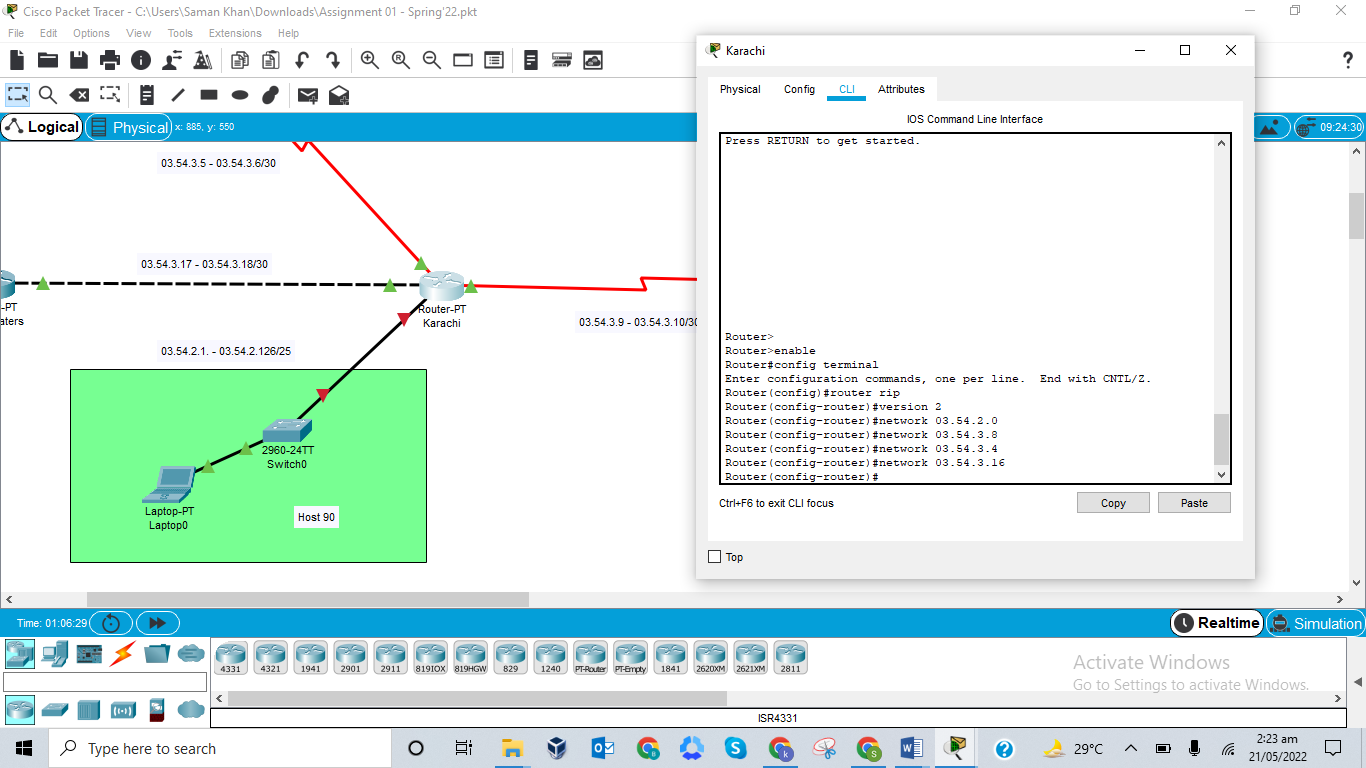 Cisco Packet Tracer - C:\Users\Saman Khan\Downloads\Assignment 01 - Spring'22.pkt
File Edit Options View Tools Extensions Help
Logical
Physical
x: 885, y: 550
09:24:30
03.54.3.5 - 03.54.3.6/30
03.54.3.17 - 03.54.3.18/30
-PT
aters
Router-PT
Karachi
03.54.3.9 - 03.54.3.10/30
03.54.2.1. - 03.54.2.126/25
2960-24TT
Switch0
Laptop-PT
Laptop0
Host 90
Karachi
Physical Config CLI Attributes
IOS Command Line Interface
Press RETURN to get started.
Router>
Router>enable
Router#config terminal
Enter configuration commands, one per line.  End with CNTL/Z.
Router(config)#router rip
Router(config-router)#version 2
Router(config-router)#network 03.54.2.0
Router(config-router)#network 03.54.3.8
Router(config-router)#network 03.54.3.4
Router(config-router)#network 03.54.3.16
Router(config-router)#
Ctrl+F6 to exit CLI focus
Copy
Paste
Top
Time: 01:06:29
Realtime
Simulation
4331 4321 1941 2901 2911 819IOX 819HGW 829 1240 PT-Router PT-Empty 1841 2620XM 2621XM 2811
ISR4331
Activate Windows
Go to Settings to activate Windows.
Type here to search
29°C
2:23 am
21/05/2022